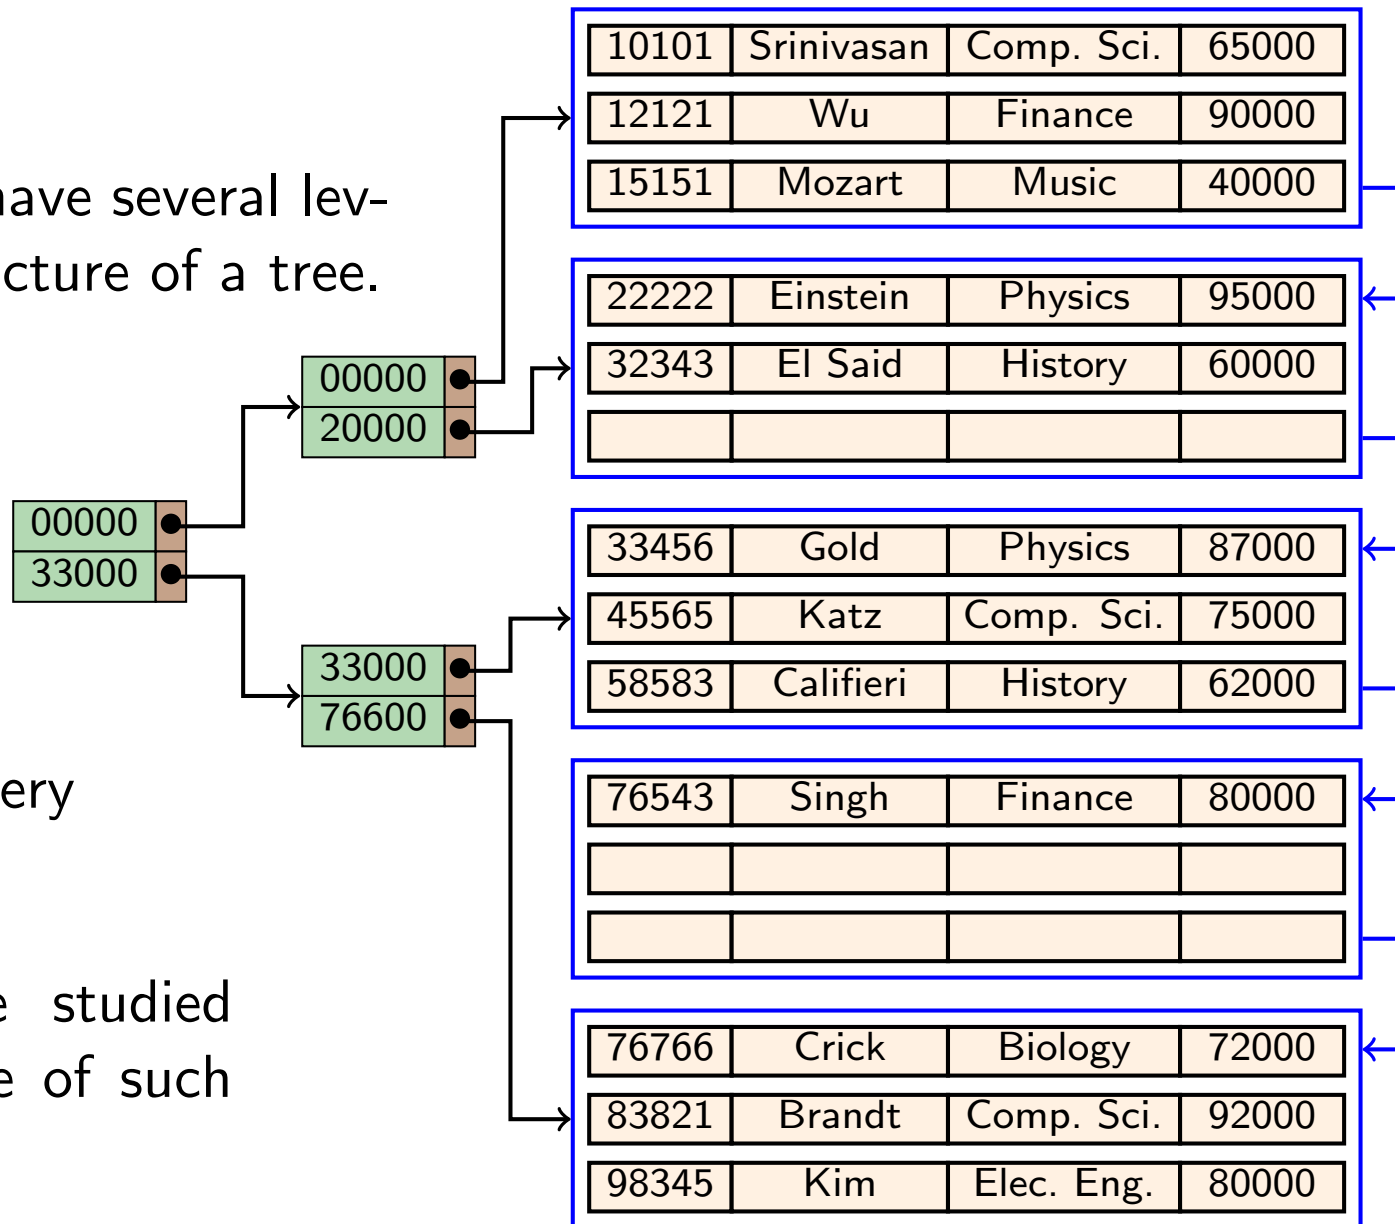 have several lev-
cture of a tree.
00000
33000
00000
20000
33000
76600
ery
e studied
e of such
10101 Srinivasan Comp. Sci. 65000
12121 Wu Finance 90000
15151 Mozart Music 40000
22222 Einstein Physics 95000
32343 El Said History 60000
33456 Gold Physics 87000
45565 Katz Comp. Sci. 75000
58583 Califieri History 62000
76543 Singh Finance 80000
76766 Crick Biology 72000
83821 Brandt Comp. Sci. 92000
98345 Kim Elec. Eng. 80000